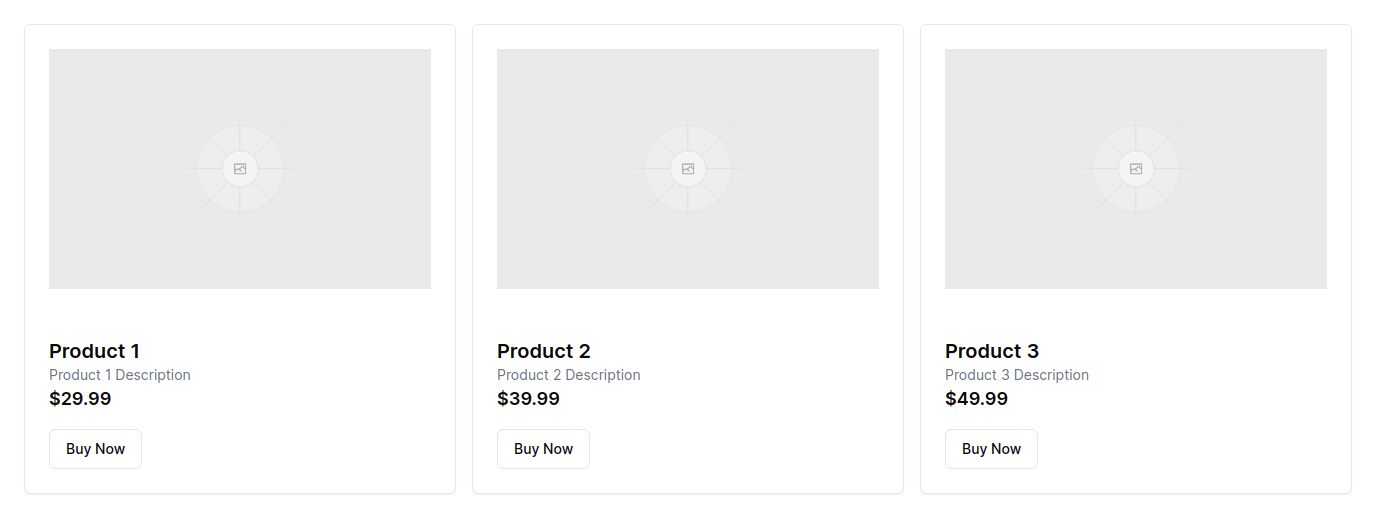 Product 1
Product 1 Description
$29.99
Buy Now
Product 2
Product 2 Description
$39.99
Buy Now
Product 3
Product 3 Description
$49.99
Buy Now